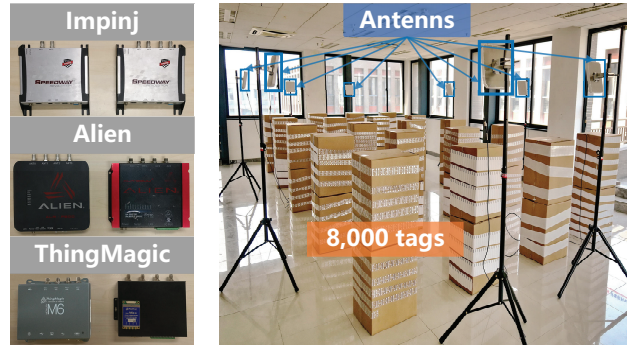 Impinj
SPEEDWAY
SPEEDWAY
Alien
ALIEN
ThingMagic
M6
Antenns
8,000 tags